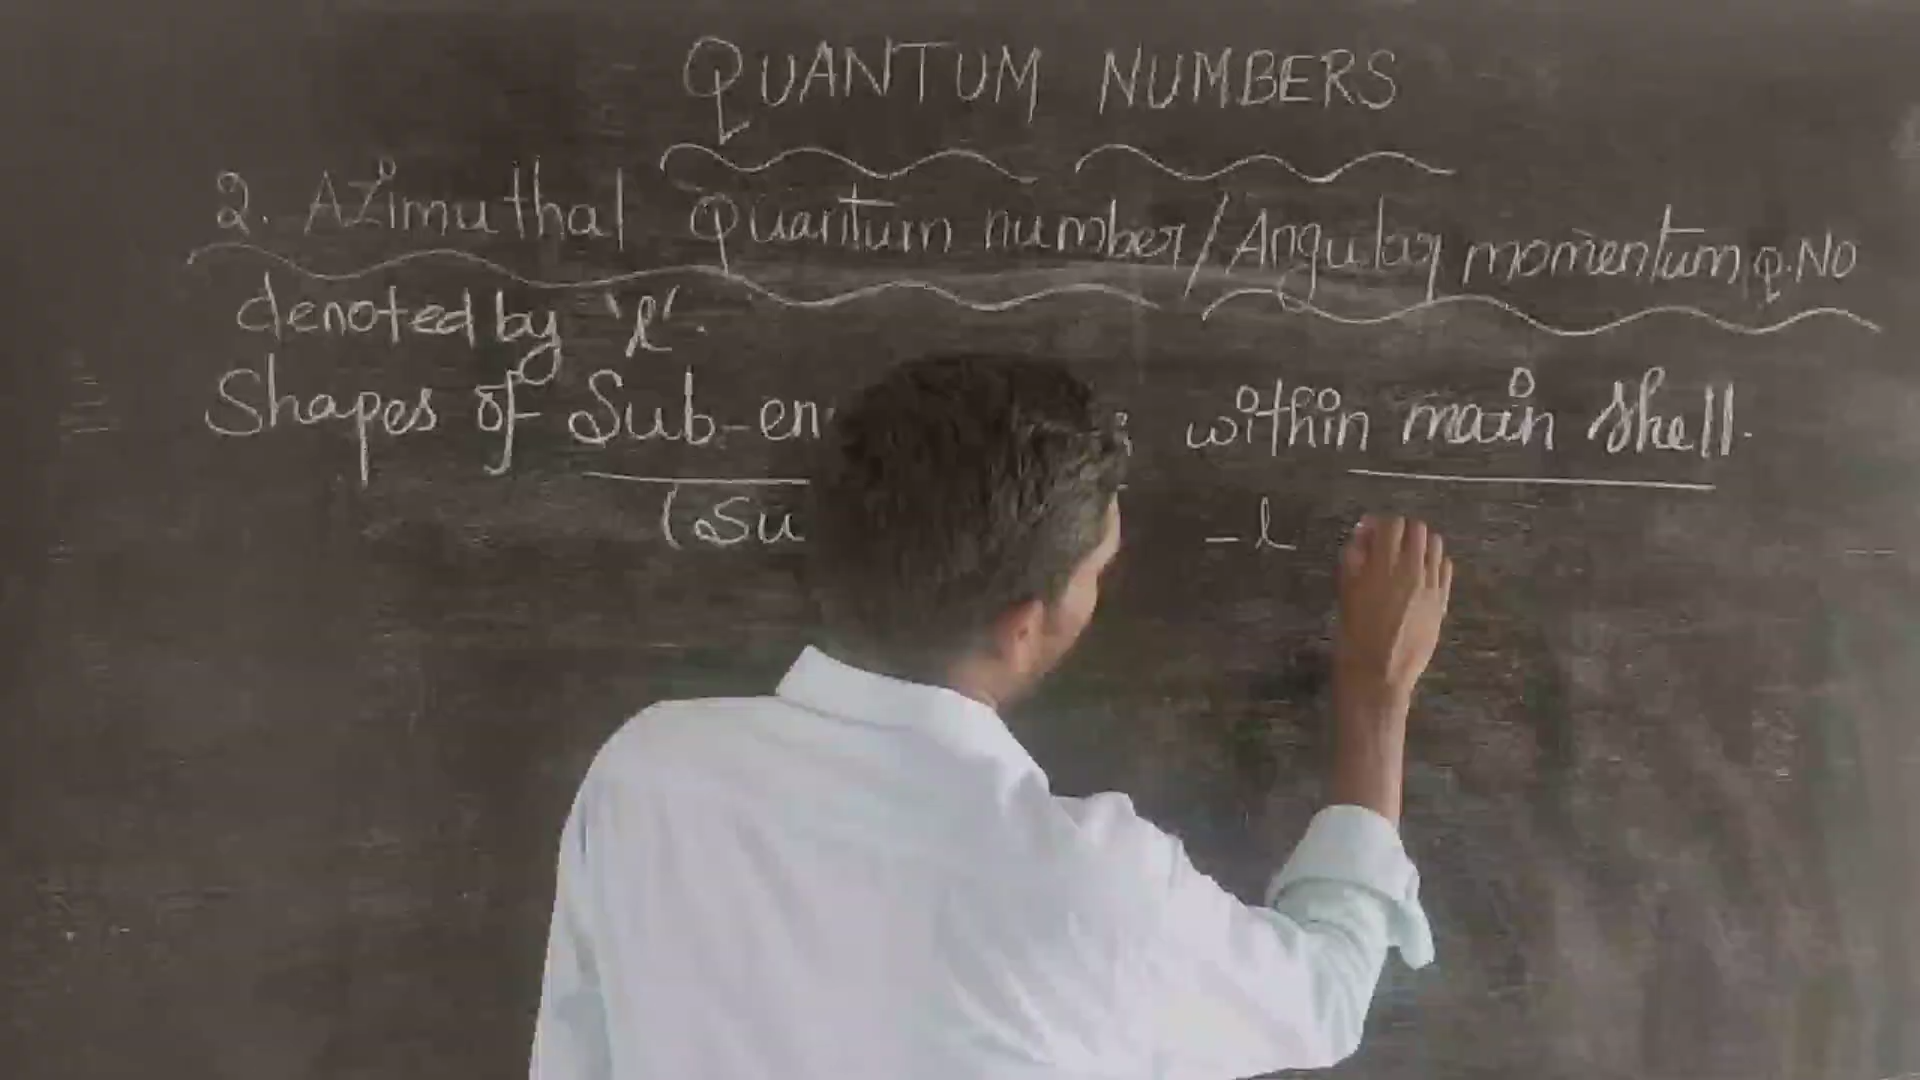 QUANTUM NUMBERS
2. Azimuthal Quantum number/Angular momentum Q.NO
denoted by 'l'.
Shapes of Sub-en within main shell.
(Su - l